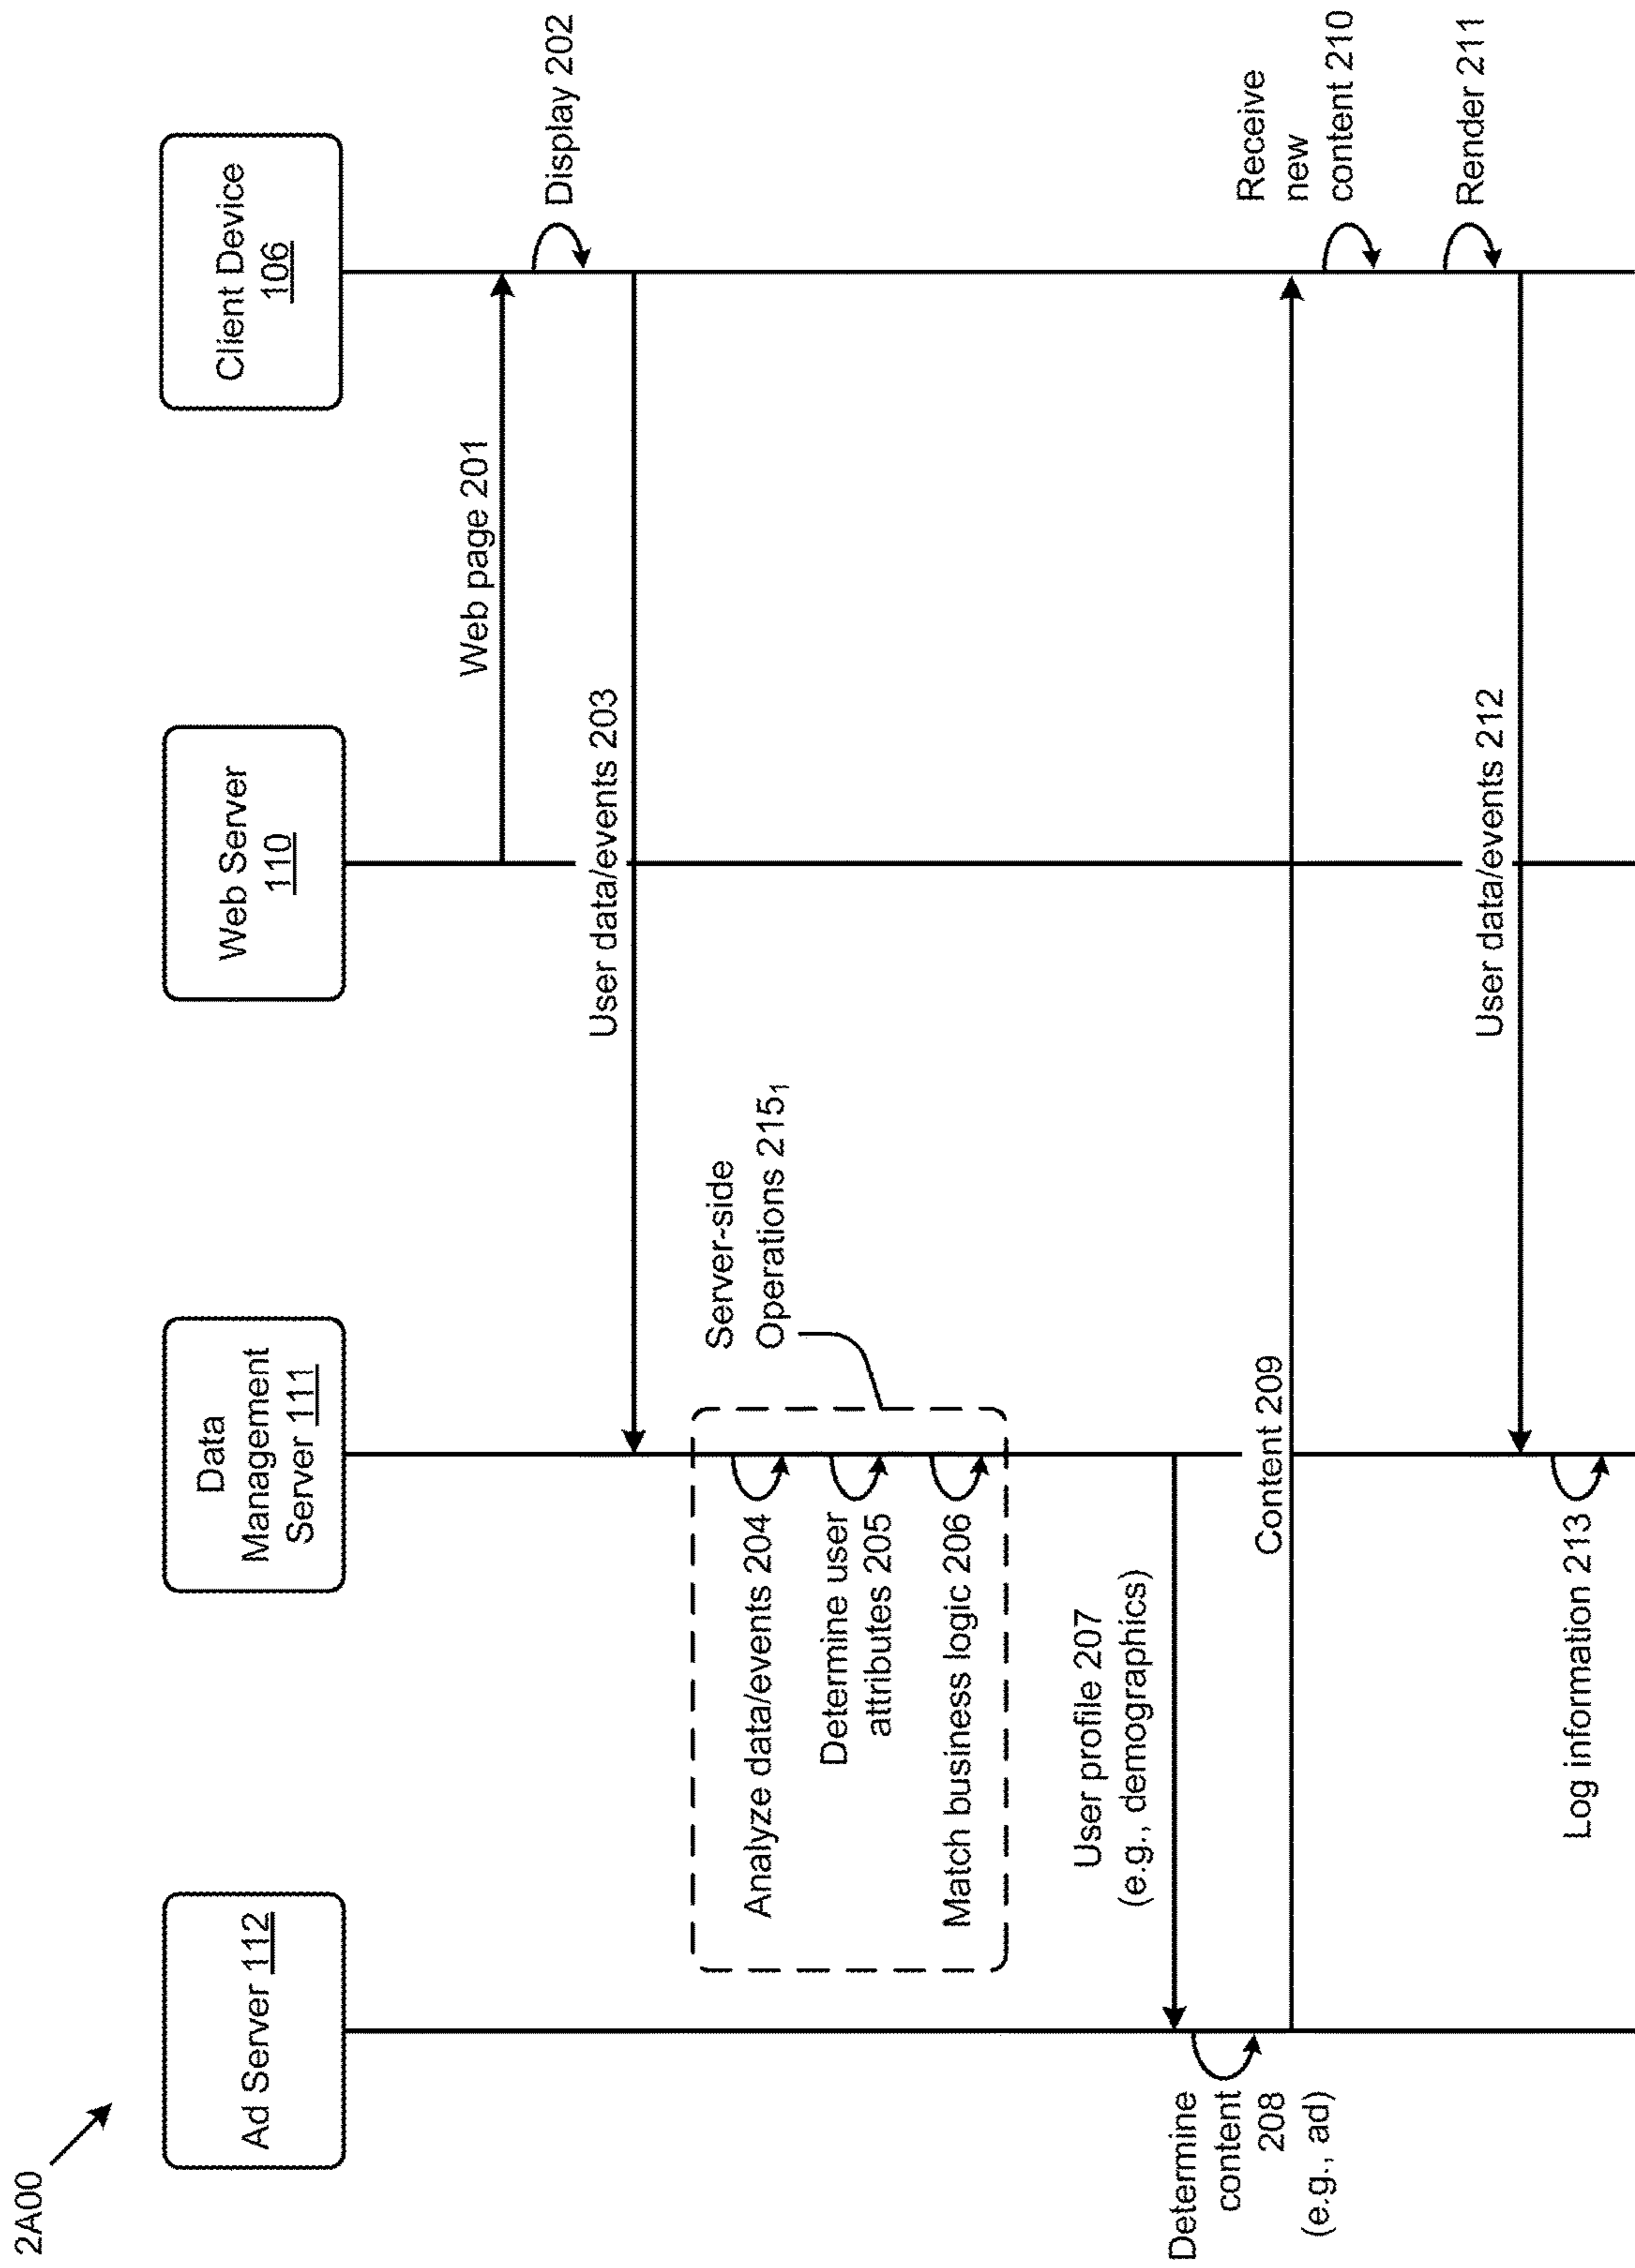 2A00
Ad Server 112
Data
Management
Server 111
Web Server
110
Client Device
106
Web page 201
Display 202
User data/events 203
Server-side
Operations 215₁
Analyze data/events 204
Determine user
attributes 205
Match business logic 206
User profile 207
(e.g., demographics)
Determine
content
208
(e.g., ad)
Content 209
Receive
new
content 210
Render 211
User data/events 212
Log information 213